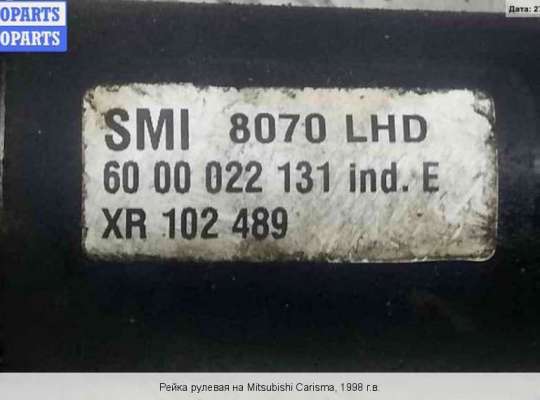 OPARTS
OPARTS
Дата: 27
SMI 8070 LHD
60 00 022 131 ind. E
XR 102 489
Рейка рулевая на Mitsubishi Carisma, 1998 г.в.